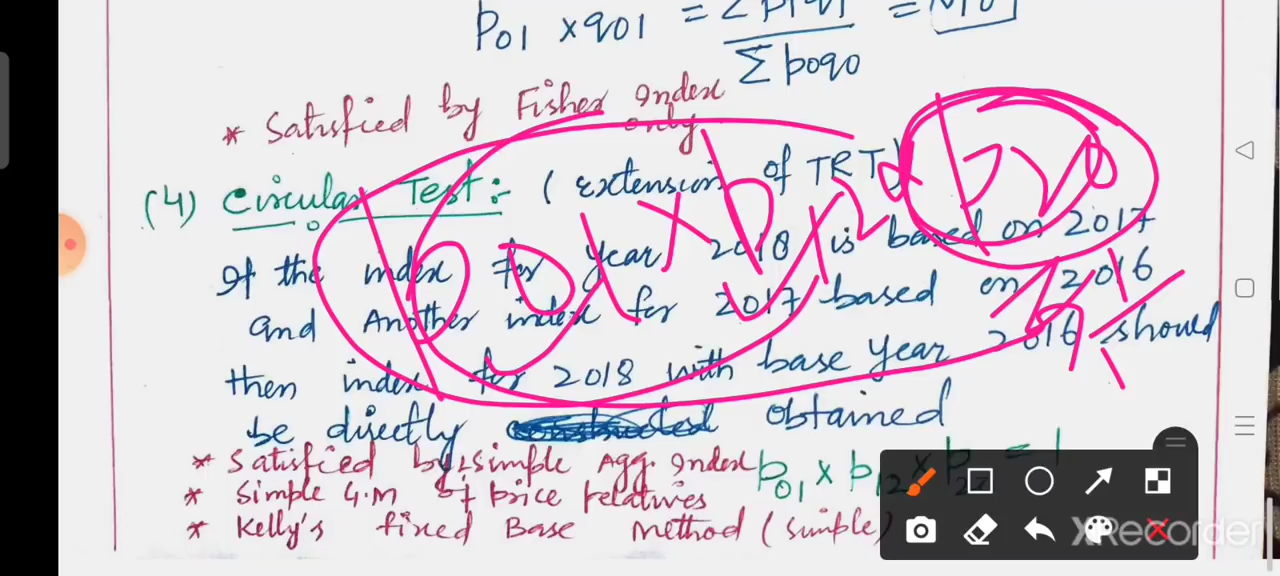 P01 × q01 = Σp1q1 / Σp0q0 =
* Satisfied by Fisher Index only
(4) Circular Test:- (extension of TRT)
If the index for year 2018 is based on 2017
and Another index for 2017 based on 2016
then index for 2018 with base year 2016 should
be directly obtained
* Satisfied by simple Agg. Index P01 × P12 × P = 1
* Simple G.M of price relatives
* Kelly's fixed Base Method (simple)
P01 × P12 × P20
XRecorder